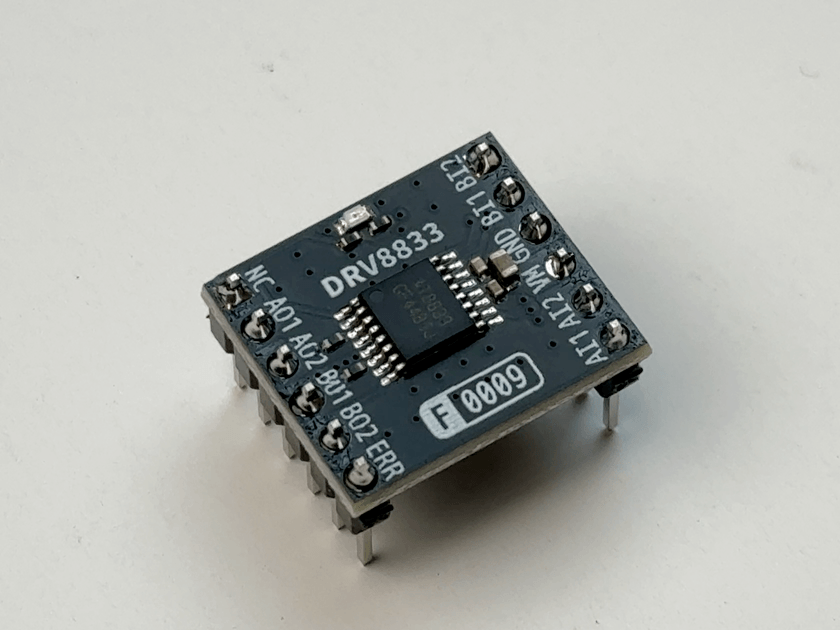 DRV8833
NC
AO1
AO2
BO1
BO2
ERR
BI2
BI1
GND
VM
AI2
AI1
F 0009